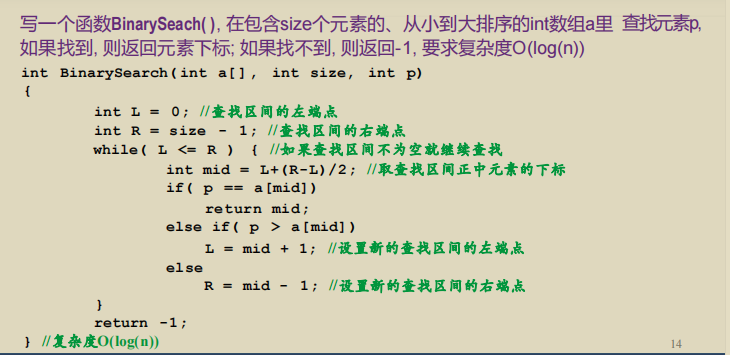 写一个函数BinarySeach( ), 在包含size个元素的、从小到大排序的int数组a里 查找元素p,
如果找到, 则返回元素下标; 如果找不到, 则返回-1, 要求复杂度O(log(n))
int BinarySearch(int a[], int size, int p)
{
int L = 0; //查找区间的左端点
int R = size - 1; //查找区间的右端点
while( L <= R ) { //如果查找区间不为空就继续查找
int mid = L+(R-L)/2; //取查找区间正中元素的下标
if( p == a[mid])
return mid;
else if( p > a[mid])
L = mid + 1; //设置新的查找区间的左端点
else
R = mid - 1; //设置新的查找区间的右端点
}
return -1;
} //复杂度O(log(n))
14